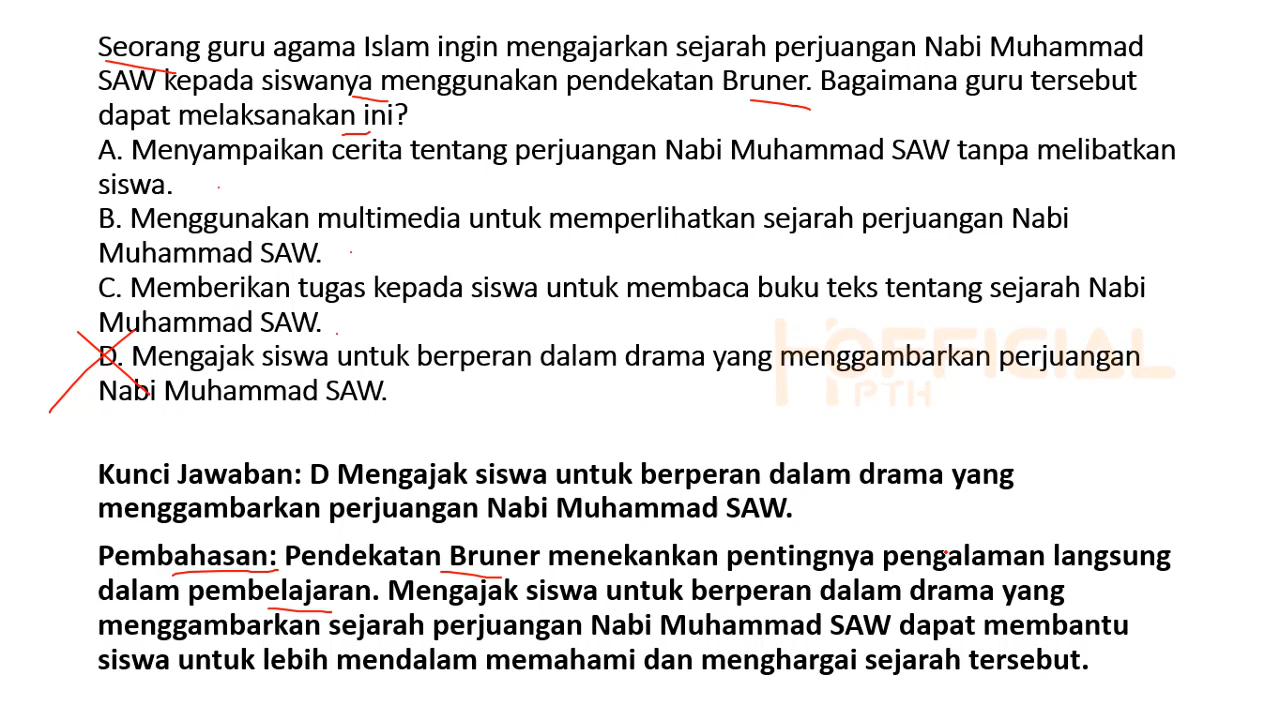 Seorang guru agama Islam ingin mengajarkan sejarah perjuangan Nabi Muhammad
SAW kepada siswanya menggunakan pendekatan Bruner. Bagaimana guru tersebut
dapat melaksanakan ini?
A. Menyampaikan cerita tentang perjuangan Nabi Muhammad SAW tanpa melibatkan
siswa.
B. Menggunakan multimedia untuk memperlihatkan sejarah perjuangan Nabi
Muhammad SAW.
C. Memberikan tugas kepada siswa untuk membaca buku teks tentang sejarah Nabi
Muhammad SAW.
D. Mengajak siswa untuk berperan dalam drama yang menggambarkan perjuangan
Nabi Muhammad SAW.
OFFICIAL
PTH
Kunci Jawaban: D Mengajak siswa untuk berperan dalam drama yang
menggambarkan perjuangan Nabi Muhammad SAW.
Pembahasan: Pendekatan Bruner menekankan pentingnya pengalaman langsung
dalam pembelajaran. Mengajak siswa untuk berperan dalam drama yang
menggambarkan sejarah perjuangan Nabi Muhammad SAW dapat membantu
siswa untuk lebih mendalam memahami dan menghargai sejarah tersebut.